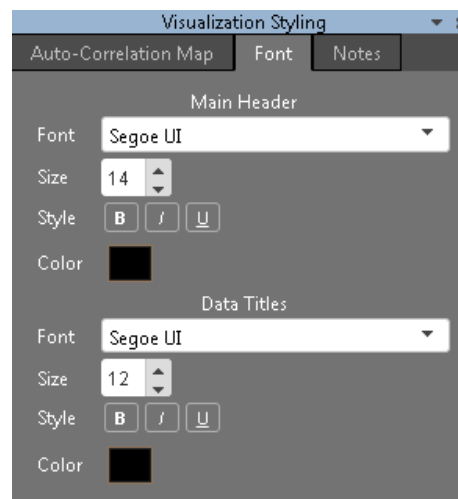 Visualization Styling
Auto-Correlation Map Font Notes
Main Header
Font Segoe UI
Size 14
Style B I U
Color
Data Titles
Font Segoe UI
Size 12
Style B I U
Color